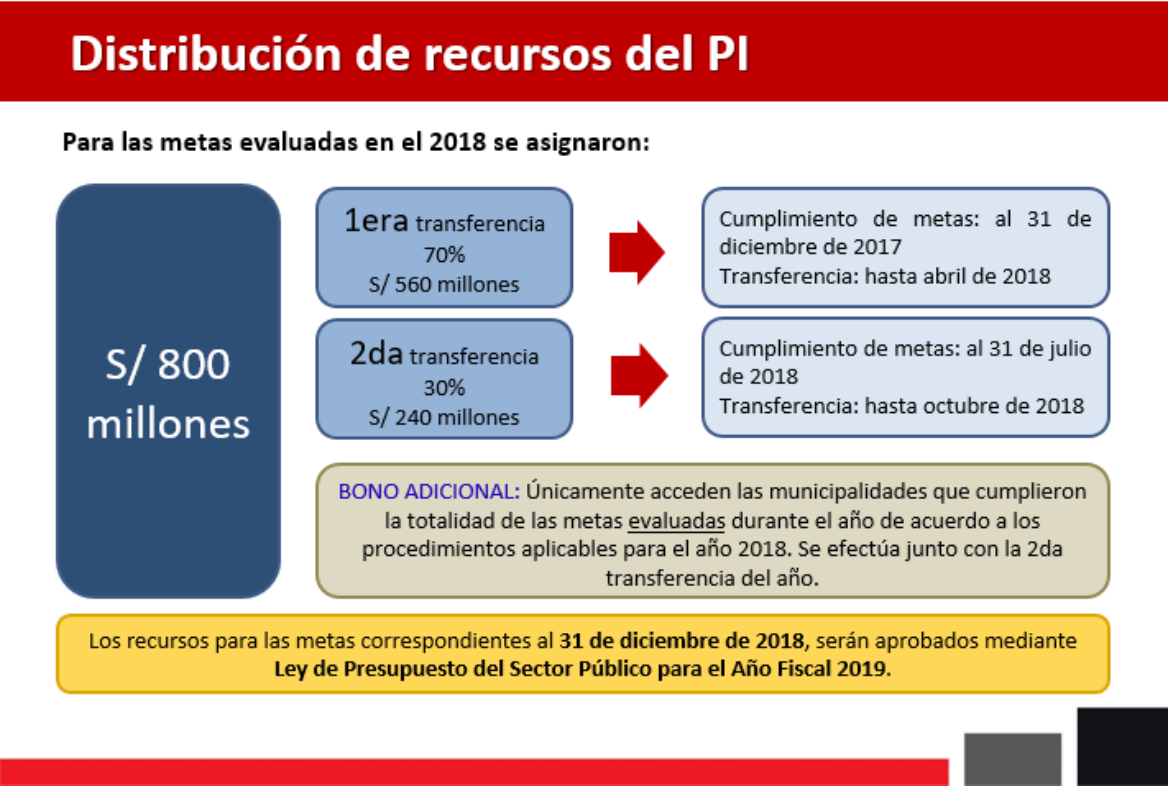 Distribución de recursos del PI
Para las metas evaluadas en el 2018 se asignaron:
S/ 800
millones
1era transferencia
70%
S/ 560 millones
Cumplimiento de metas: al 31 de
diciembre de 2017
Transferencia: hasta abril de 2018
2da transferencia
30%
S/ 240 millones
Cumplimiento de metas: al 31 de julio
de 2018
Transferencia: hasta octubre de 2018
BONO ADICIONAL: Únicamente acceden las municipalidades que cumplieron
la totalidad de las metas evaluadas durante el año de acuerdo a los
procedimientos aplicables para el año 2018. Se efectúa junto con la 2da
transferencia del año.
Los recursos para las metas correspondientes al 31 de diciembre de 2018, serán aprobados mediante
Ley de Presupuesto del Sector Público para el Año Fiscal 2019.